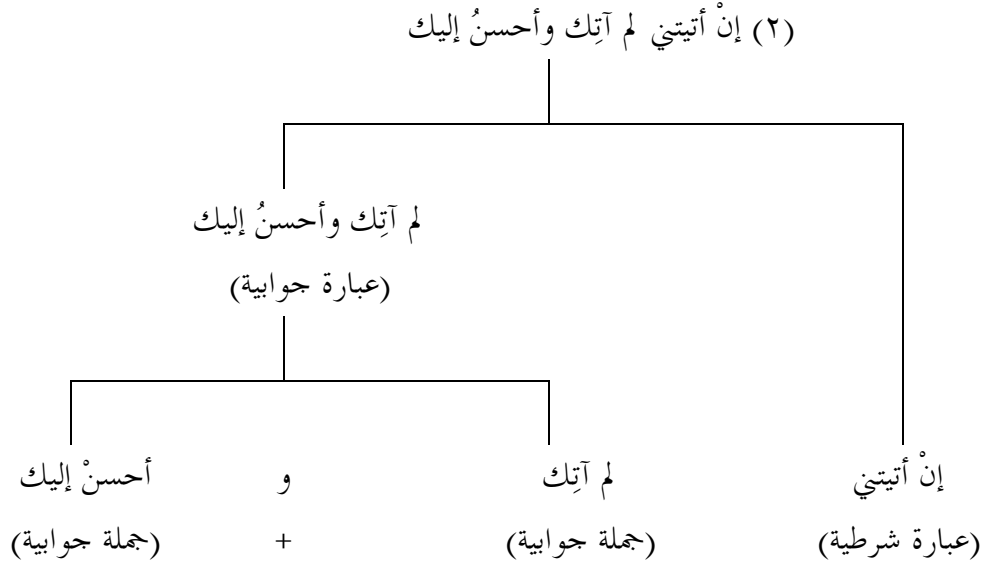 (٢) إنْ أتيتني لم آتِك وأحسنُ إليك
لم آتِك وأحسنُ إليك
(عبارة جوابية)
إنْ أتيتني لم آتِك و أحسنْ إليك
(عبارة شرطية) (جملة جوابية) + (جملة جوابية)